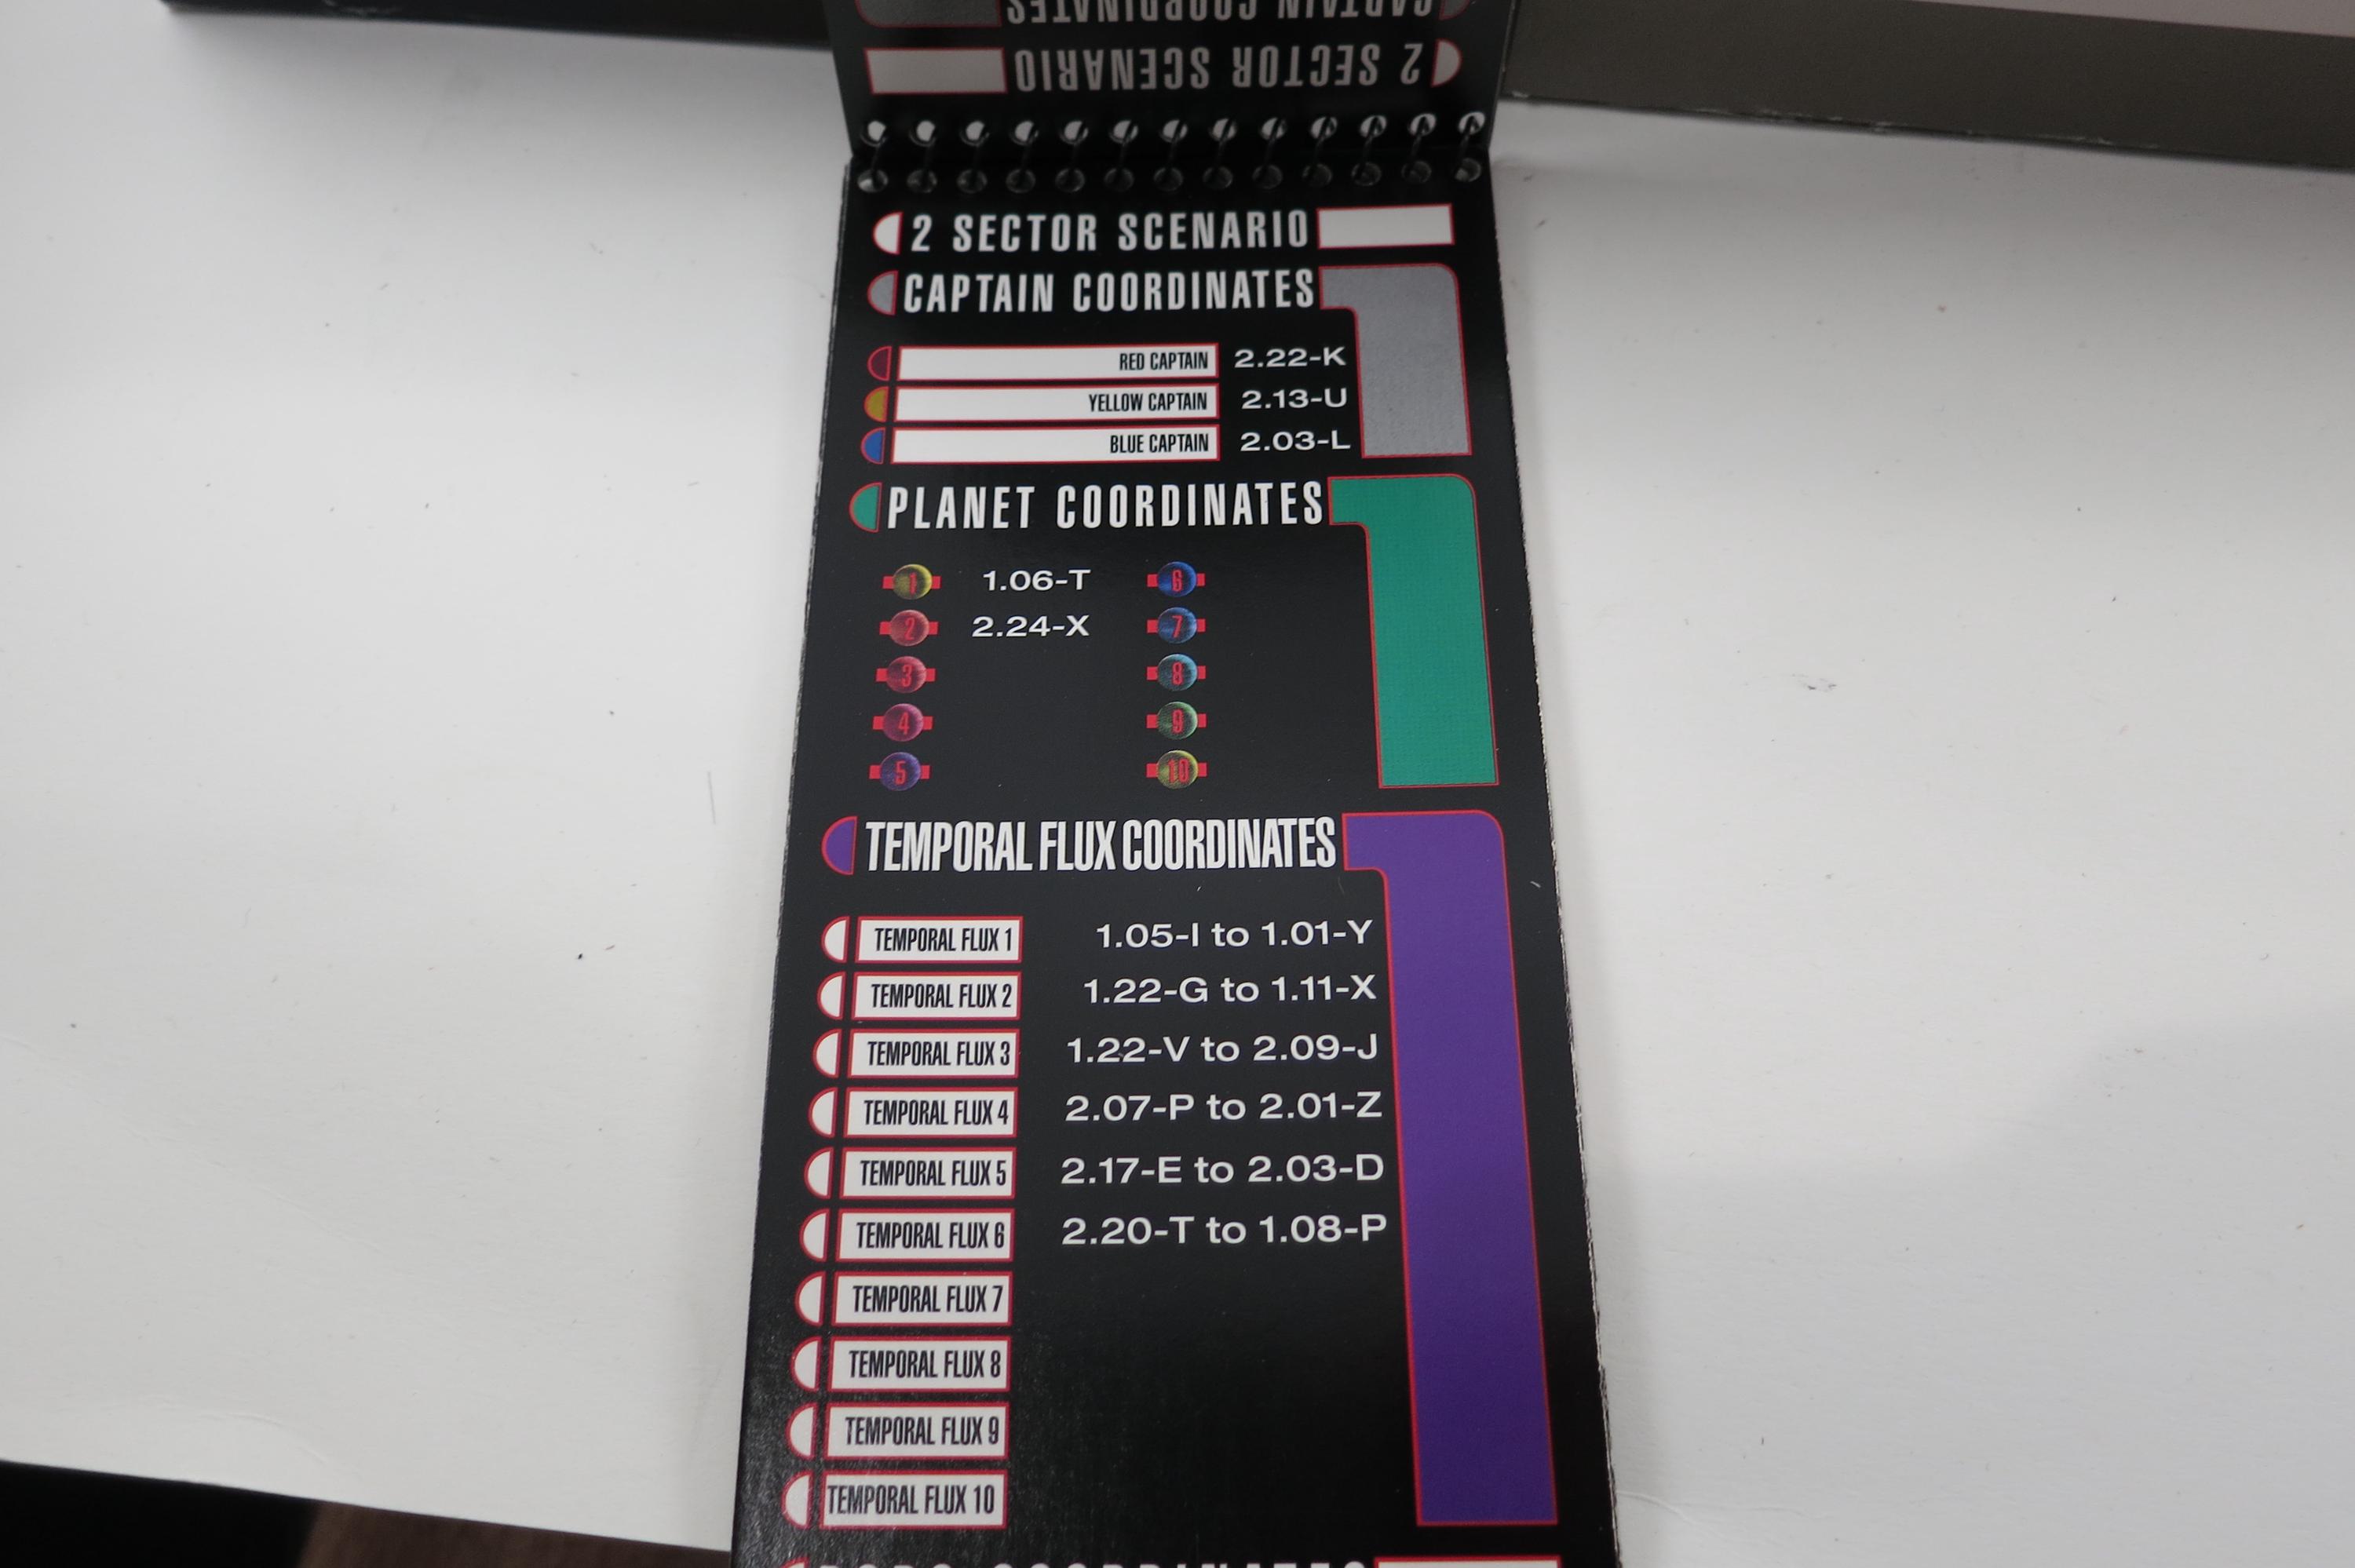 CAPTAIN COORDINATES
2 SECTOR SCENARIO
2 SECTOR SCENARIO
CAPTAIN COORDINATES
RED CAPTAIN 2.22-K
YELLOW CAPTAIN 2.13-U
BLUE CAPTAIN 2.03-L
PLANET COORDINATES
1 1.06-T 6
2 2.24-X 7
3 8
4 9
5 10
TEMPORAL FLUX COORDINATES
TEMPORAL FLUX 1 1.05-I to 1.01-Y
TEMPORAL FLUX 2 1.22-G to 1.11-X
TEMPORAL FLUX 3 1.22-V to 2.09-J
TEMPORAL FLUX 4 2.07-P to 2.01-Z
TEMPORAL FLUX 5 2.17-E to 2.03-D
TEMPORAL FLUX 6 2.20-T to 1.08-P
TEMPORAL FLUX 7
TEMPORAL FLUX 8
TEMPORAL FLUX 9
TEMPORAL FLUX 10
COORDINATES